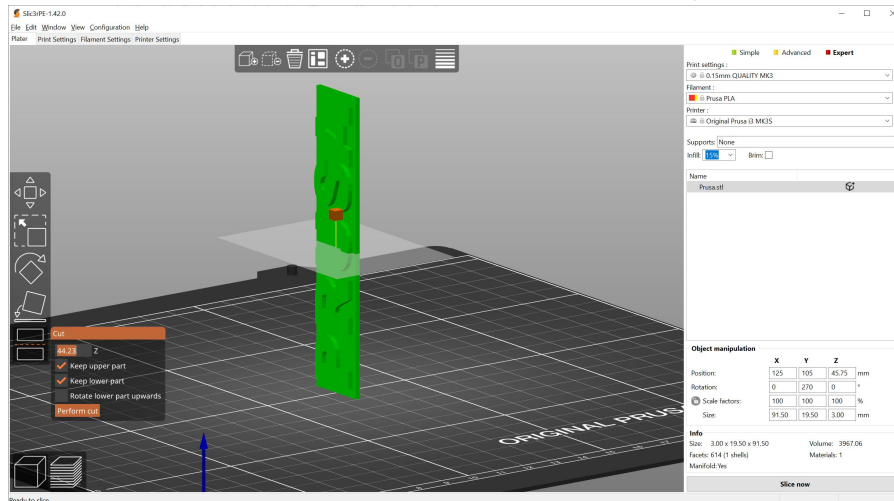 Slic3rPE-1.42.0
File Edit Window View Configuration Help
Plater Print Settings Filament Settings Printer Settings
Simple Advanced Expert
Print settings :
0.15mm QUALITY MK3
Filament :
Prusa PLA
Printer :
Original Prusa i3 MK3S
Supports: None
Infill: 15% Brim:
Name
Prusa.stl
Cut
44.23 Z
Keep upper part
Keep lower part
Rotate lower part upwards
Perform cut
ORIGINAL PRUS
Object manipulation
X Y Z
Position: 125 105 45.75 mm
Rotation: 0 270 0 °
Scale factors: 100 100 100 %
Size: 91.50 19.50 3.00 mm
Info
Size: 3.00 x 19.50 x 91.50 Volume: 3967.06
Facets: 614 (1 shells) Materials: 1
Manifold: Yes
Slice now
Ready to slice